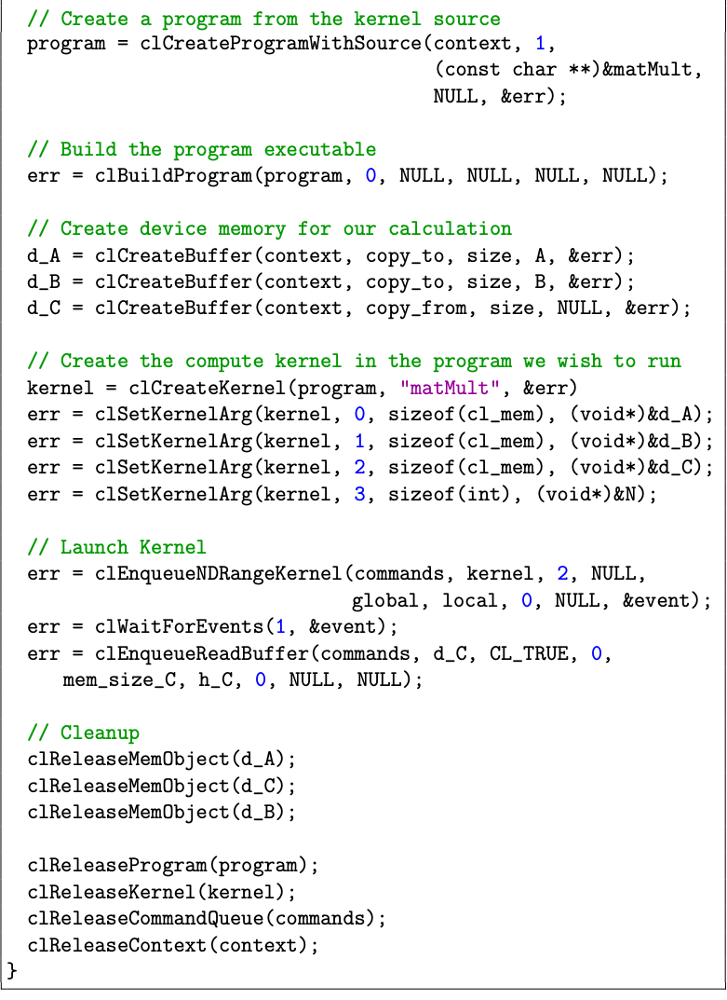 // Create a program from the kernel source
program = clCreateProgramWithSource(context, 1,
(const char **)&matMult,
NULL, &err);
// Build the program executable
err = clBuildProgram(program, 0, NULL, NULL, NULL, NULL);
// Create device memory for our calculation
d_A = clCreateBuffer(context, copy_to, size, A, &err);
d_B = clCreateBuffer(context, copy_to, size, B, &err);
d_C = clCreateBuffer(context, copy_from, size, NULL, &err);
// Create the compute kernel in the program we wish to run
kernel = clCreateKernel(program, "matMult", &err)
err = clSetKernelArg(kernel, 0, sizeof(cl_mem), (void*)&d_A);
err = clSetKernelArg(kernel, 1, sizeof(cl_mem), (void*)&d_B);
err = clSetKernelArg(kernel, 2, sizeof(cl_mem), (void*)&d_C);
err = clSetKernelArg(kernel, 3, sizeof(int), (void*)&N);
// Launch Kernel
err = clEnqueueNDRangeKernel(commands, kernel, 2, NULL,
global, local, 0, NULL, &event);
err = clWaitForEvents(1, &event);
err = clEnqueueReadBuffer(commands, d_C, CL_TRUE, 0,
mem_size_C, h_C, 0, NULL, NULL);
// Cleanup
clReleaseMemObject(d_A);
clReleaseMemObject(d_C);
clReleaseMemObject(d_B);
clReleaseProgram(program);
clReleaseKernel(kernel);
clReleaseCommandQueue(commands);
clReleaseContext(context);
}